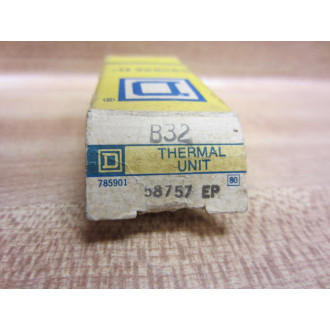 B32
THERMAL
UNIT
D
785901
80
58757 EP